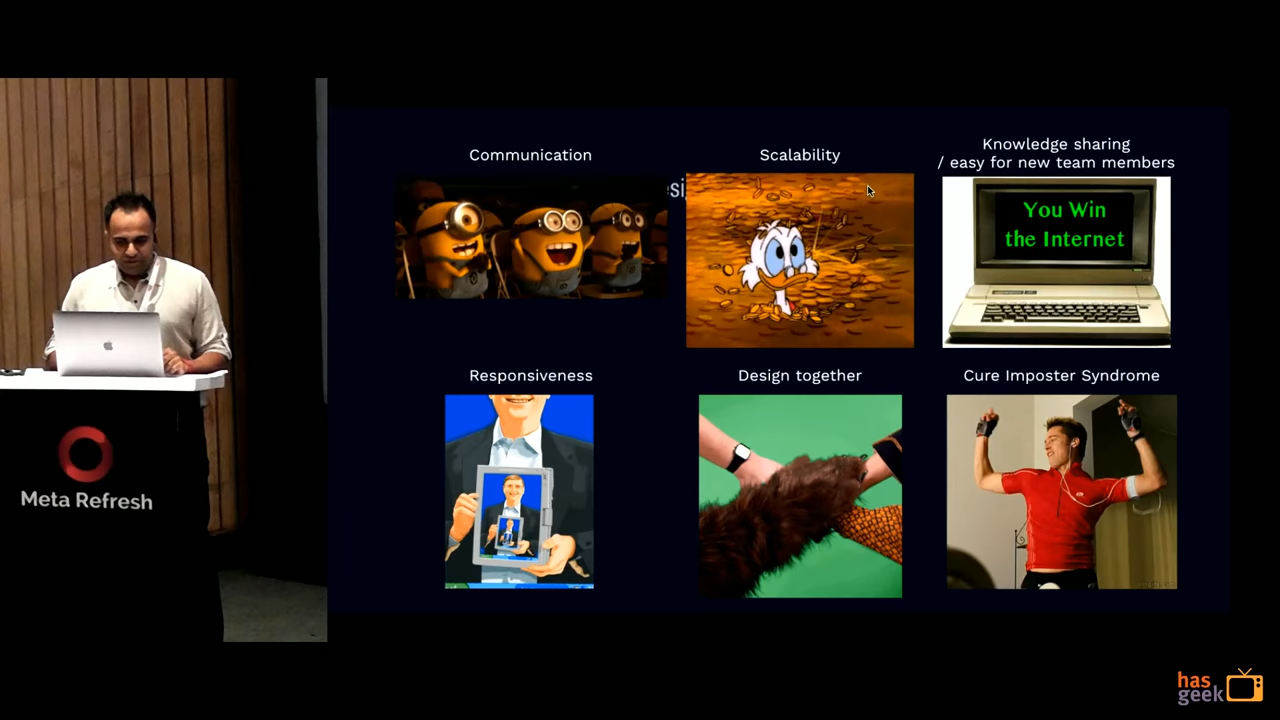 Communication
Scalability
Knowledge sharing
/ easy for new team members
esi
You Win
the Internet
Responsiveness
Design together
Cure Imposter Syndrome
Meta Refresh
has
geek